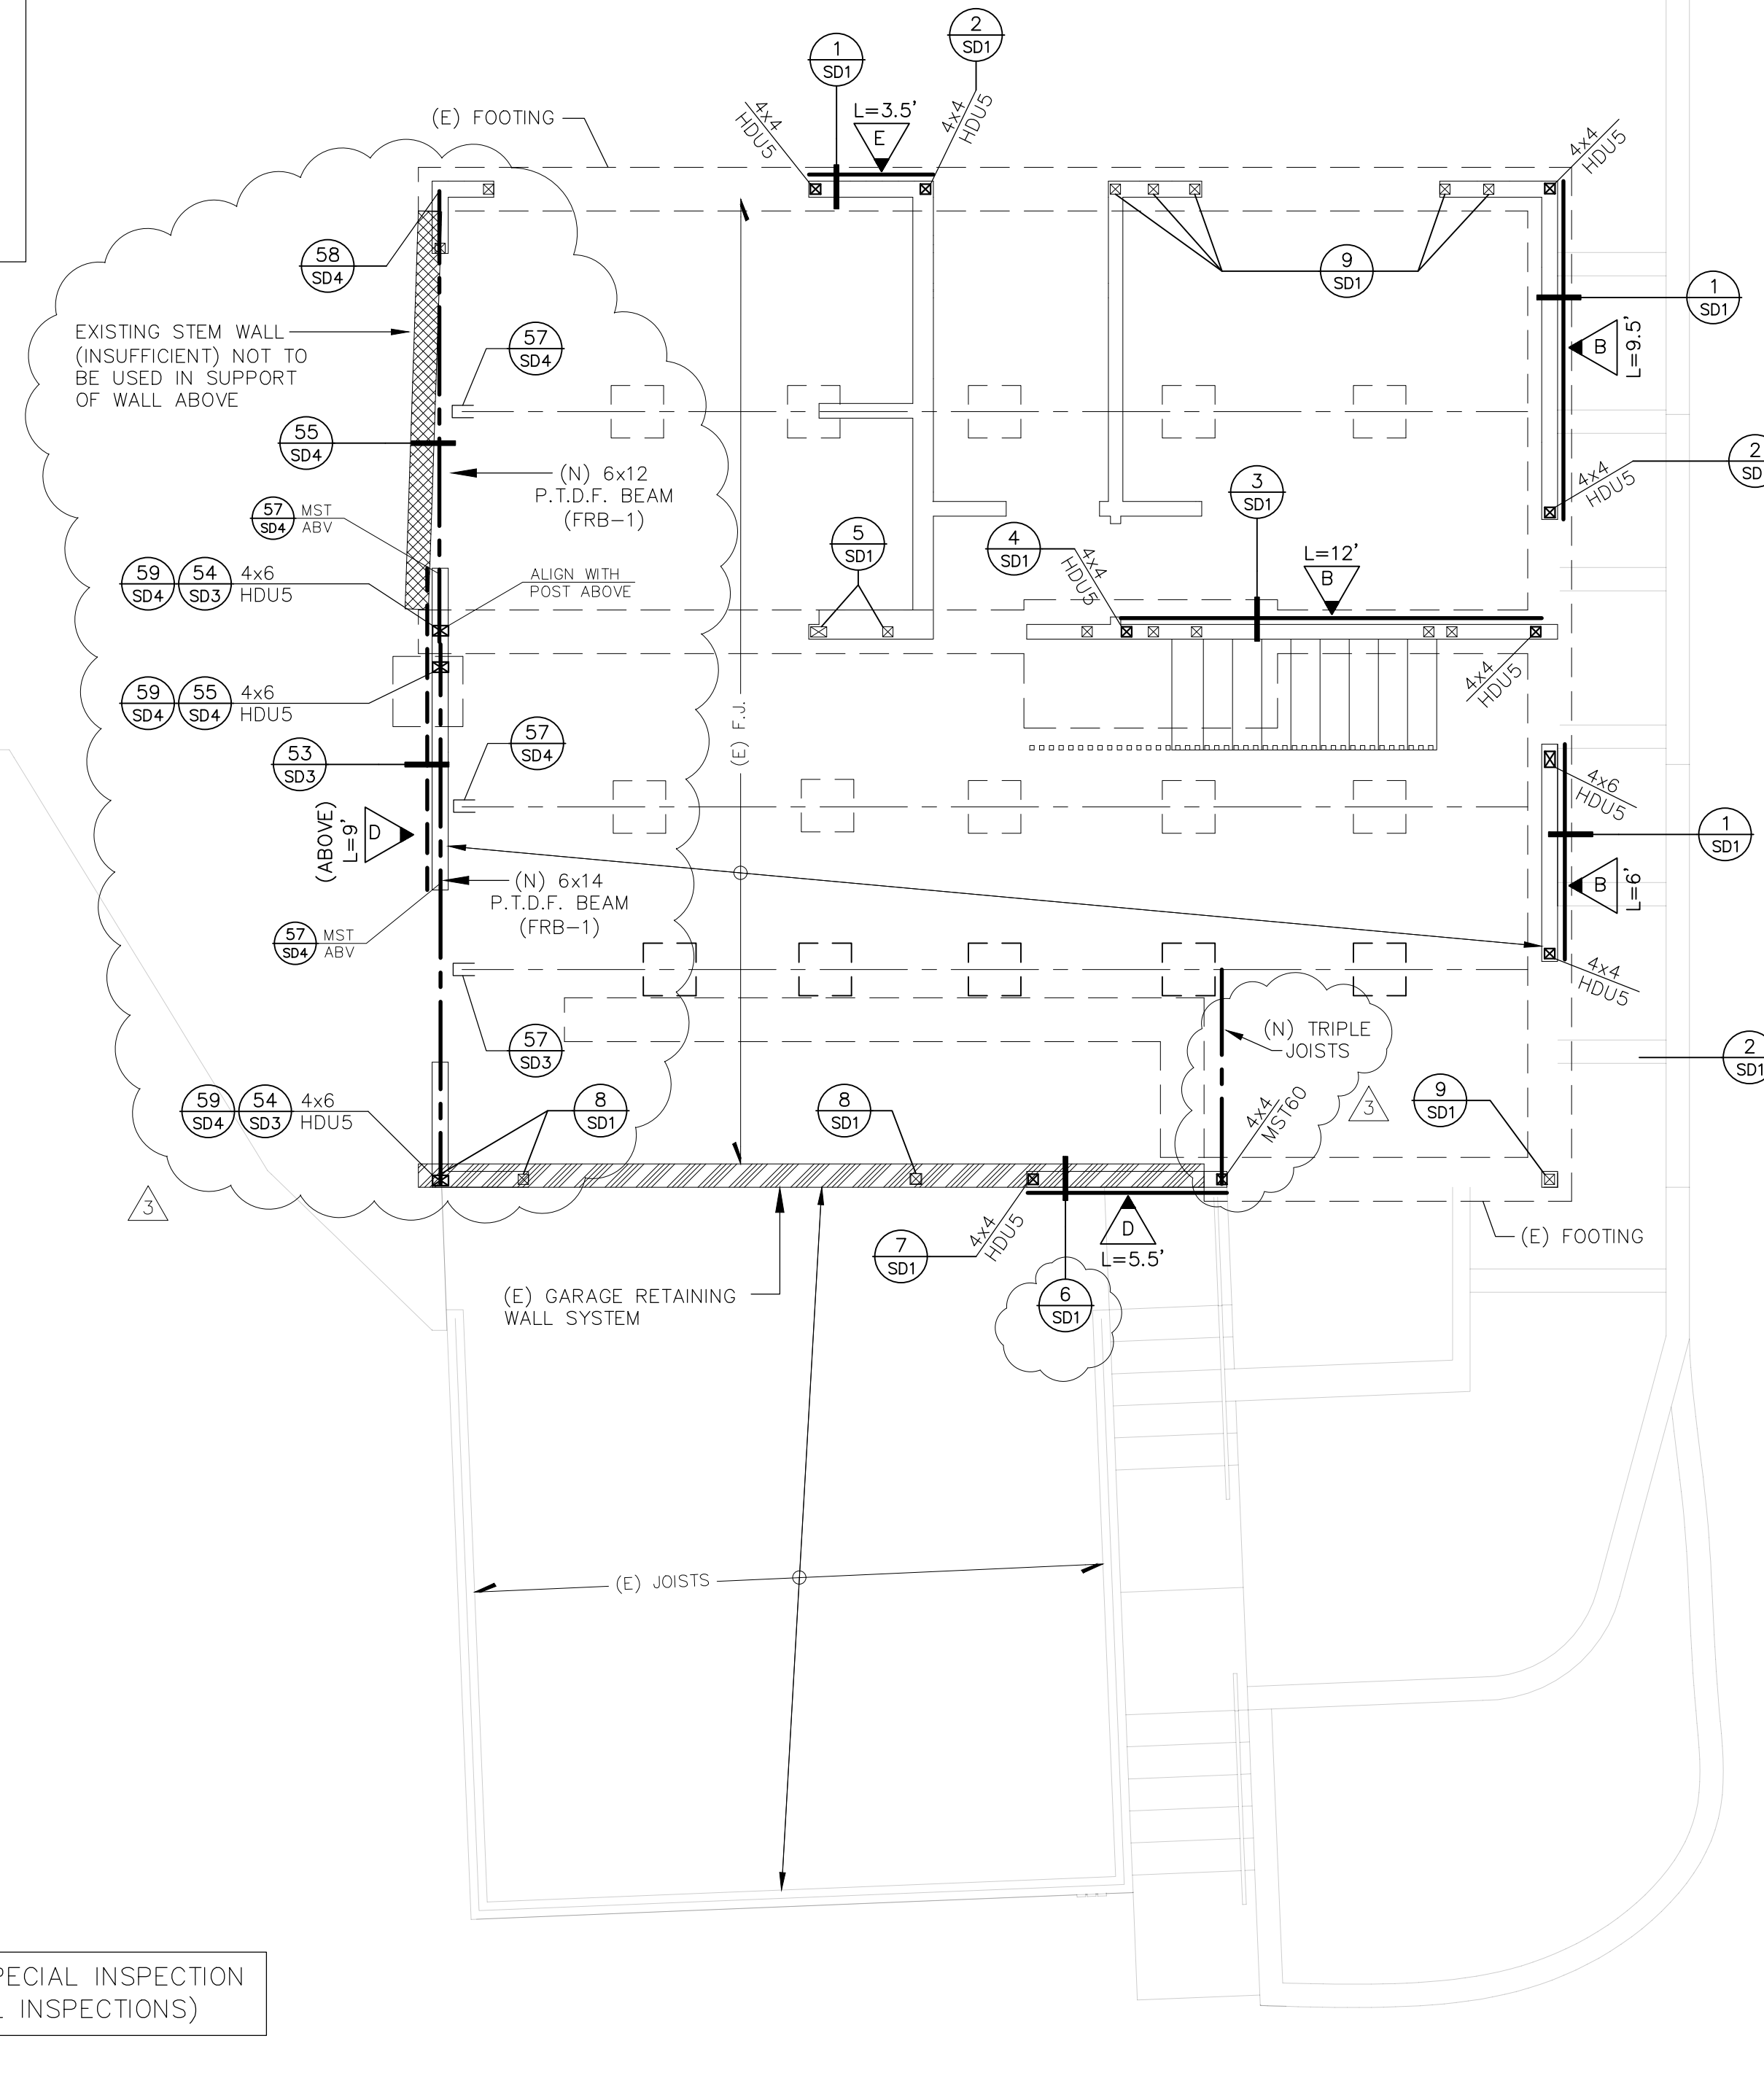 2
SD1
1
SD1
L=3.5'
E
(E) FOOTING
4x4
HDU5
4x4
HDU5
4x4
HDU5
58
SD4
9
SD1
1
SD1
EXISTING STEM WALL
(INSUFFICIENT) NOT TO
BE USED IN SUPPORT
OF WALL ABOVE
57
SD4
B
L=9.5'
55
SD4
(N) 6x12
P.T.D.F. BEAM
(FRB-1)
3
SD1
4x4
HDU5
2
SD
57
SD4
MST
ABV
5
SD1
4
SD1
4x4
HDU5
L=12'
B
59
SD4
54
SD3
4x6
HDU5
ALIGN WITH
POST ABOVE
59
SD4
55
SD4
4x6
HDU5
4x4
HDU5
(E) F.J.
57
SD4
53
SD3
4x6
HDU5
(ABOVE)
L=9'
D
1
SD1
B
L=6'
(N) 6x14
P.T.D.F. BEAM
(FRB-1)
57
SD4
MST
ABV
4x4
HDU5
57
SD3
(N) TRIPLE
JOISTS
2
SD1
59
SD4
54
SD3
4x6
HDU5
8
SD1
8
SD1
4x4
MST60
3
9
SD1
3
7
SD1
4x4
HDU5
D
L=5.5'
(E) FOOTING
(E) GARAGE RETAINING
WALL SYSTEM
6
SD1
(E) JOISTS
PECIAL INSPECTION
INSPECTIONS)